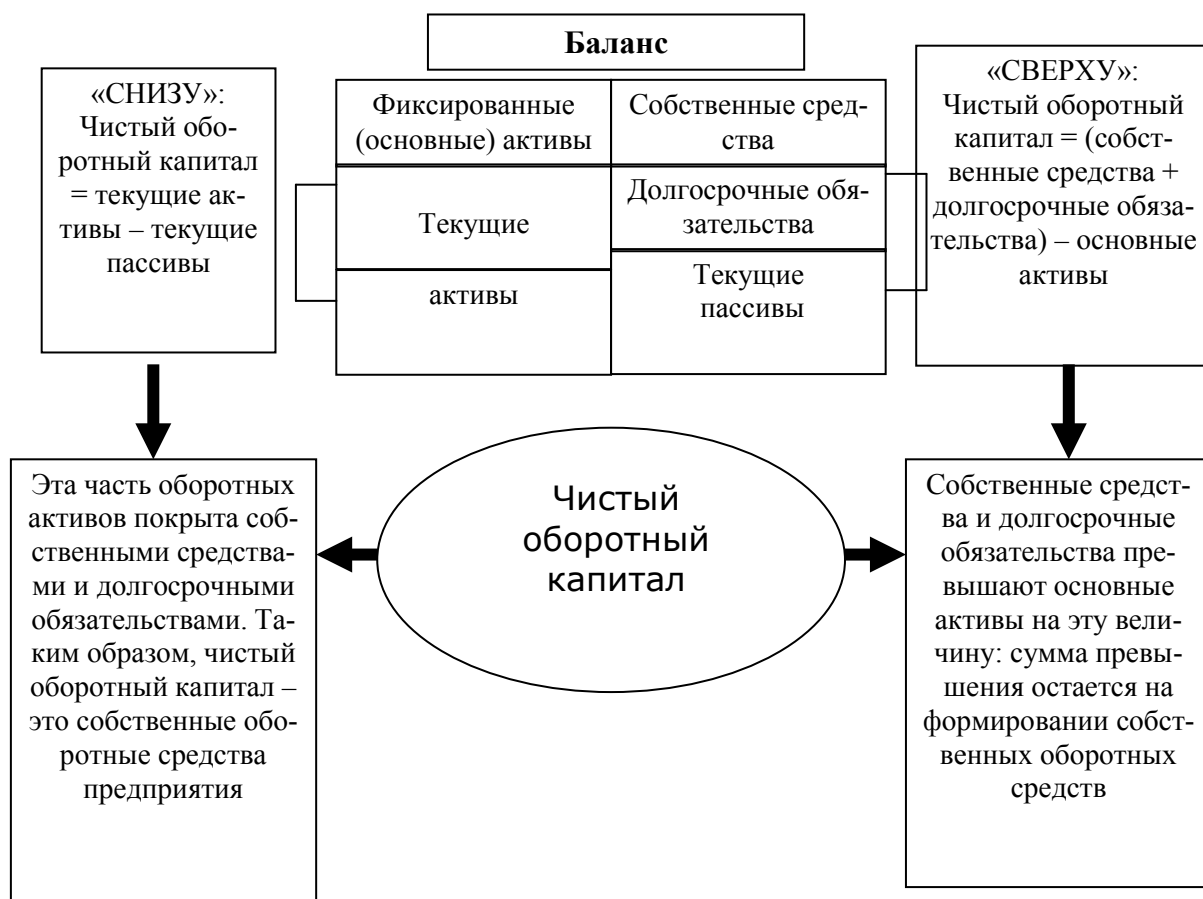 Баланс
«СНИЗУ»:
Чистый обо-
ротный капитал
= текущие ак-
тивы – текущие
пассивы
Фиксированные
(основные) активы
Собственные сред-
ства
Текущие
Долгосрочные обя-
зательства
активы
Текущие
пассивы
«СВЕРХУ»:
Чистый оборотный
капитал = (собст-
венные средства +
долгосрочные обяза-
тельства) – основные
активы
Эта часть оборотных
активов покрыта соб-
ственными средства-
ми и долгосрочными
обязательствами. Та-
ким образом, чистый
оборотный капитал –
это собственные обо-
ротные средства
предприятия
Чистый
оборотный
капитал
Собственные средст-
ва и долгосрочные
обязательства пре-
вышают основные
активы на эту вели-
чину: сумма превы-
шения остается на
формировании собст-
венных оборотных
средств